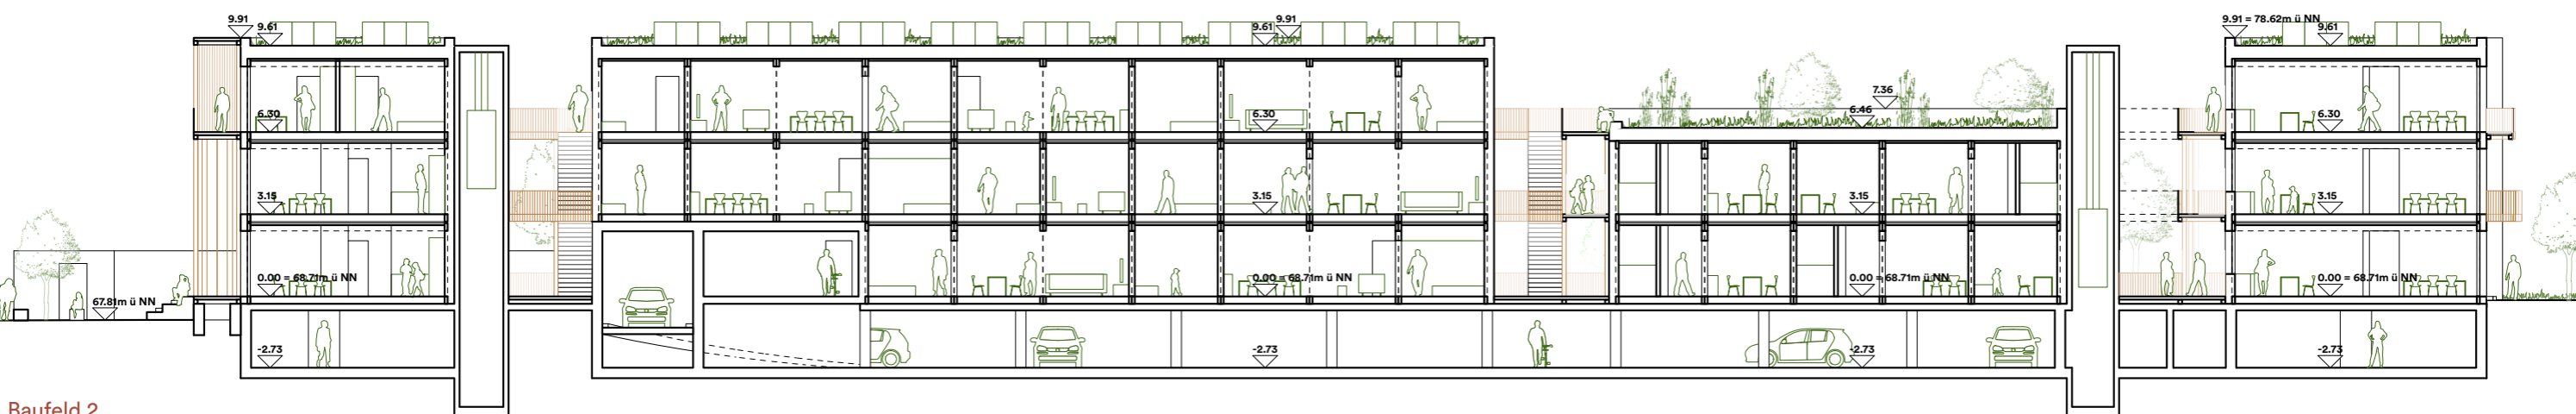 9.91
9.61
9.61
9.91
9.91 = 78.62m ü NN
9.61
7.36
6.30
6.30
6.46
6.30
3.15
3.15
3.15
3.15
0.00 = 68.71m ü NN
0.00 = 68.71m ü NN
0.00 = 68.71m ü NN
0.00 = 68.71m ü NN
67.81m ü NN
-2.73
-2.73
-2.73
-2.73
Baufeld 2